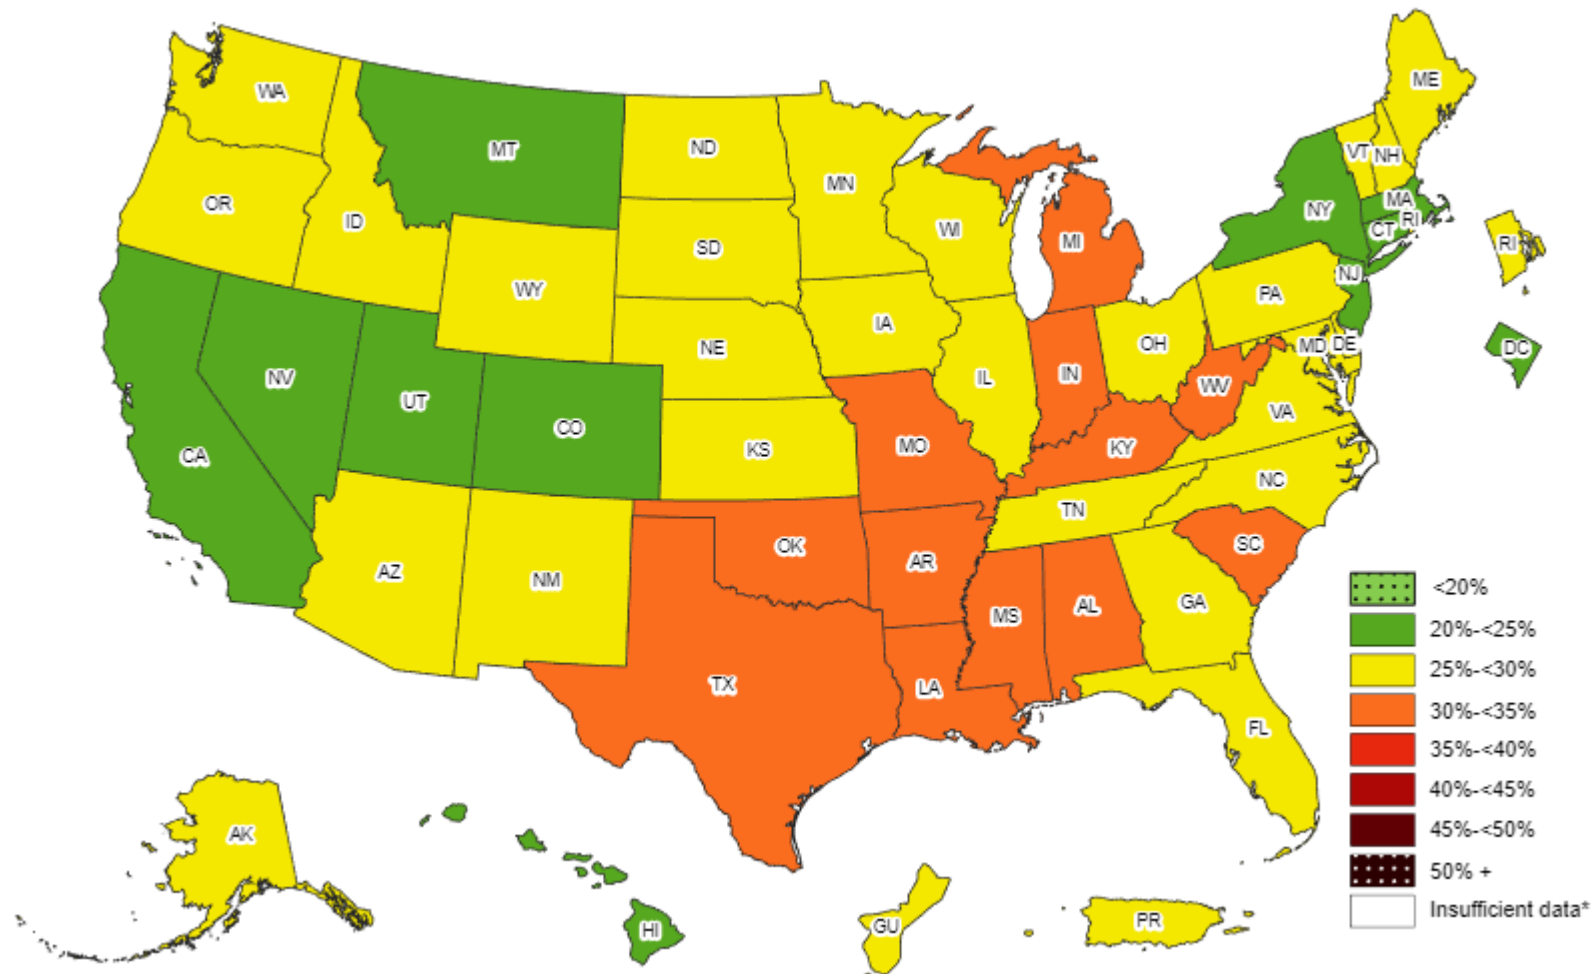 WA
MT
ND
MN
ME
VT
NH
OR
ID
SD
WI
MI
NY
MA
RI
CT
WY
RI
IA
NE
PA
NJ
NV
UT
CO
IL
IN
OH
MD
DE
DC
WV
VA
CA
KS
MO
KY
NC
TN
AZ
NM
OK
AR
SC
MS
AL
GA
TX
LA
FL
AK
HI
GU
PR
<20%
20%-<25%
25%-<30%
30%-<35%
35%-<40%
40%-<45%
45%-<50%
50% +
Insufficient data*